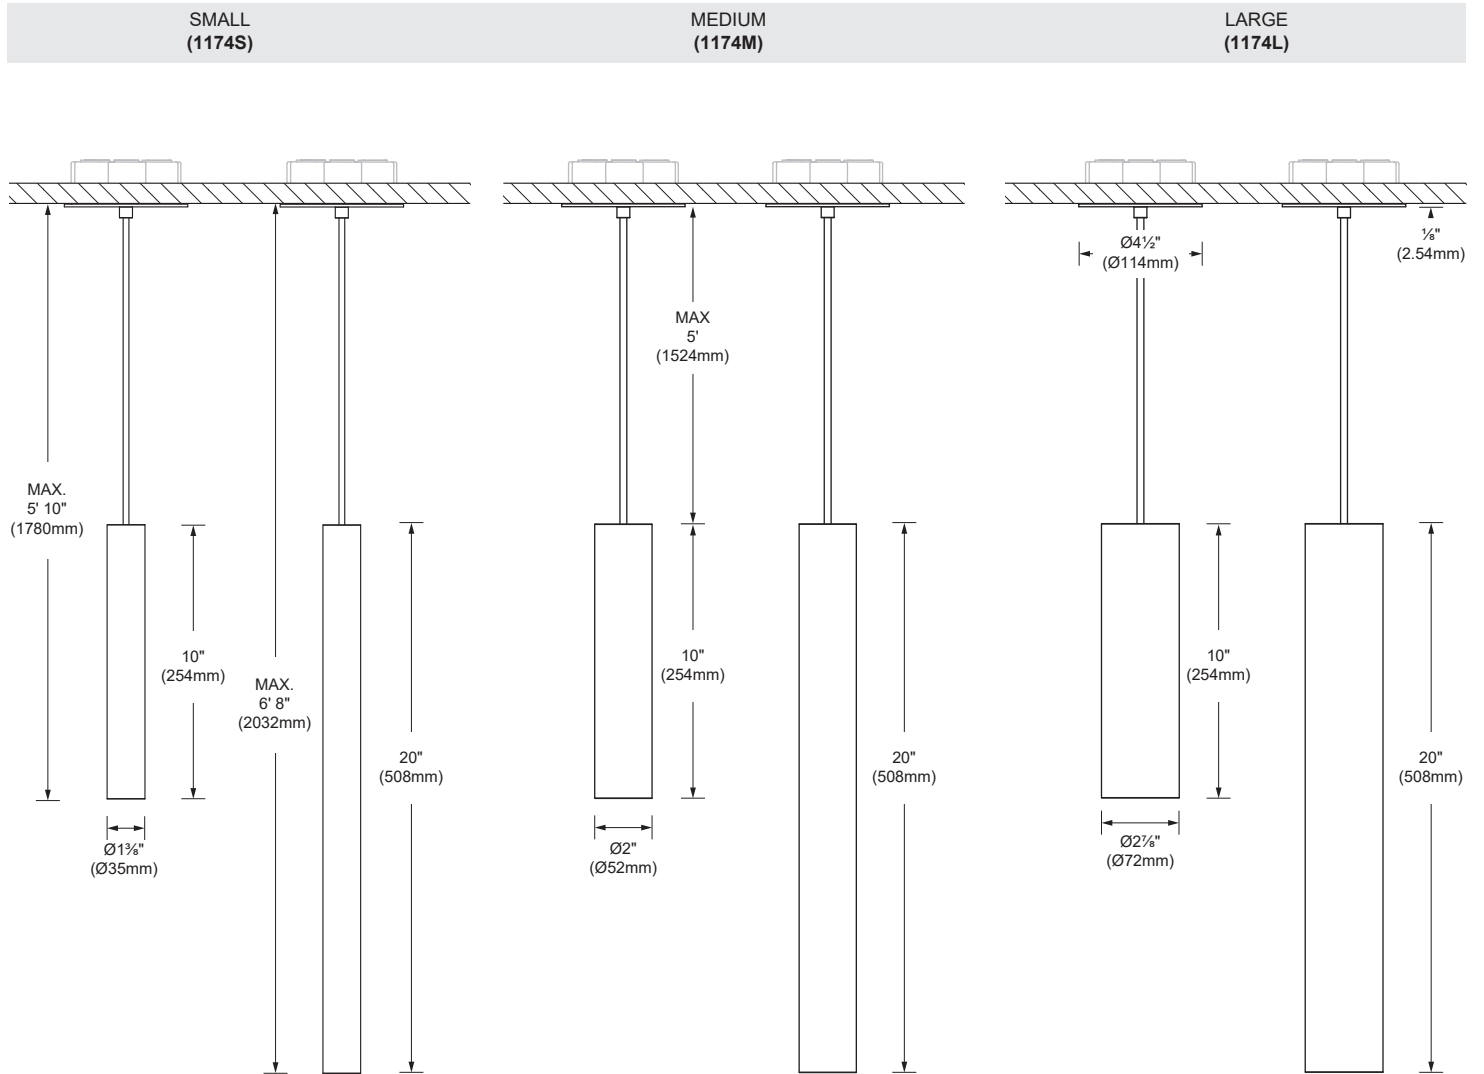 SMALL
(1174S)
MEDIUM
(1174M)
LARGE
(1174L)
MAX.
5' 10"
(1780mm)
10"
(254mm)
Ø1⅜"
(Ø35mm)
MAX.
6' 8"
(2032mm)
20"
(508mm)
MAX
5'
(1524mm)
10"
(254mm)
Ø2"
(Ø52mm)
20"
(508mm)
Ø4½"
(Ø114mm)
⅛"
(2.54mm)
10"
(254mm)
Ø2⅞"
(Ø72mm)
20"
(508mm)